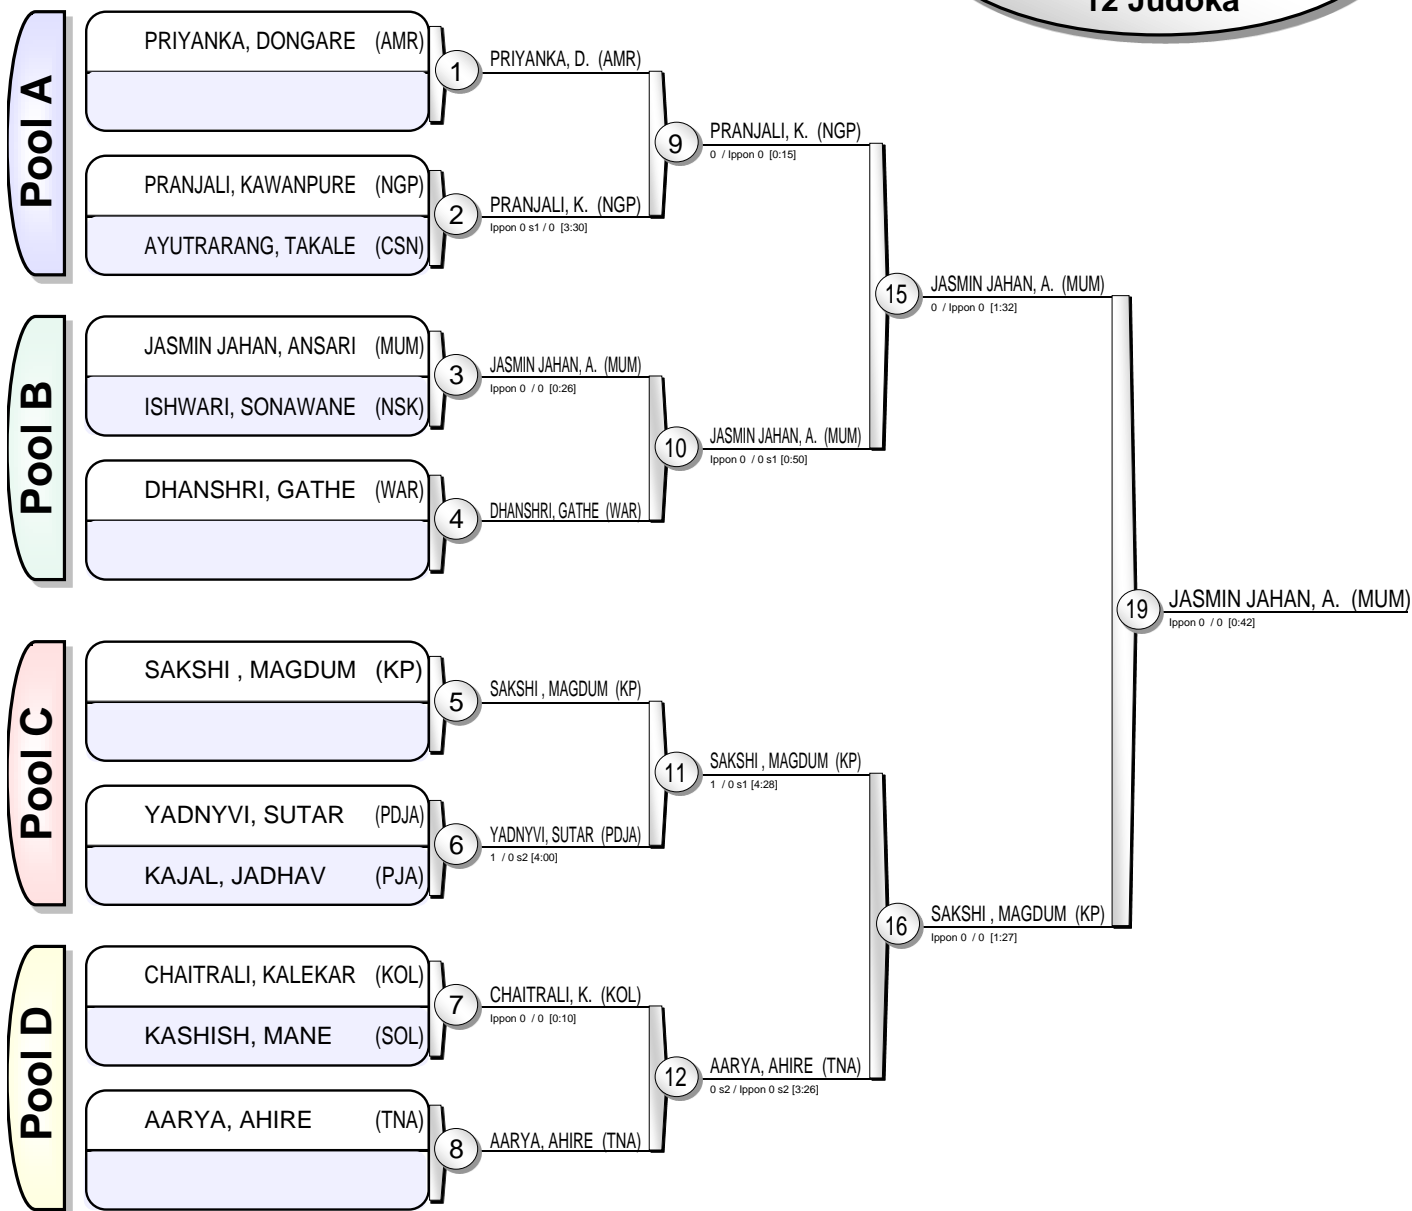 12 Judoka
Pool A
PRIYANKA, DONGARE (AMR)
1
PRIYANKA, D. (AMR)
PRANJALI, KAWANPURE (NGP)
AYUTRARANG, TAKALE (CSN)
2
PRANJALI, K. (NGP)
Ippon 0 s1 / 0 [3:30]
9
PRANJALI, K. (NGP)
0 / Ippon 0 [0:15]
Pool B
JASMIN JAHAN, ANSARI (MUM)
ISHWARI, SONAWANE (NSK)
3
JASMIN JAHAN, A. (MUM)
Ippon 0 / 0 [0:26]
DHANSHRI, GATHE (WAR)
4
DHANSHRI, GATHE (WAR)
10
JASMIN JAHAN, A. (MUM)
Ippon 0 / 0 s1 [0:50]
15
JASMIN JAHAN, A. (MUM)
0 / Ippon 0 [1:32]
Pool C
SAKSHI , MAGDUM (KP)
5
SAKSHI , MAGDUM (KP)
YADNYVI, SUTAR (PDJA)
KAJAL, JADHAV (PJA)
6
YADNYVI, SUTAR (PDJA)
1 / 0 s2 [4:00]
11
SAKSHI , MAGDUM (KP)
1 / 0 s1 [4:28]
Pool D
CHAITRALI, KALEKAR (KOL)
KASHISH, MANE (SOL)
7
CHAITRALI, K. (KOL)
Ippon 0 / 0 [0:10]
AARYA, AHIRE (TNA)
8
AARYA, AHIRE (TNA)
12
AARYA, AHIRE (TNA)
0 s2 / Ippon 0 s2 [3:26]
16
SAKSHI , MAGDUM (KP)
Ippon 0 / 0 [1:27]
19
JASMIN JAHAN, A. (MUM)
Ippon 0 / 0 [0:42]